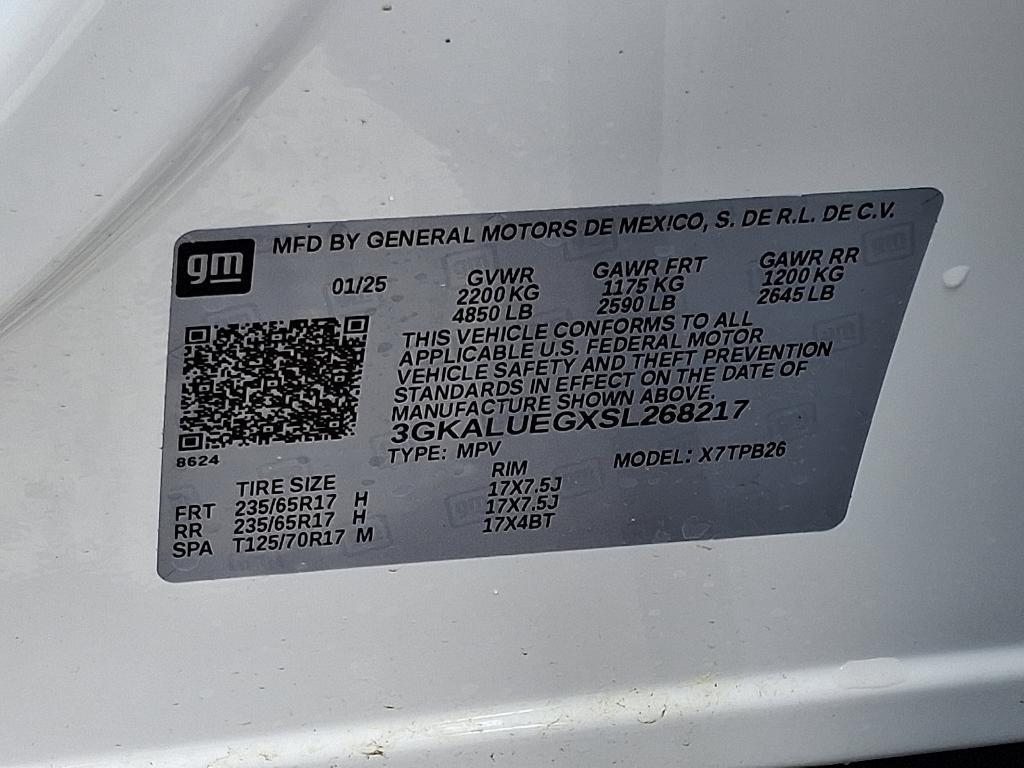 gm
MFD BY GENERAL MOTORS DE MEXICO, S. DE R.L. DE C.V.
01/25 GVWR GAWR FRT GAWR RR
2200 KG 1175 KG 1200 KG
4850 LB 2590 LB 2645 LB
THIS VEHICLE CONFORMS TO ALL
APPLICABLE U.S. FEDERAL MOTOR
VEHICLE SAFETY AND THEFT PREVENTION
STANDARDS IN EFFECT ON THE DATE OF
MANUFACTURE SHOWN ABOVE.
3GKALUEGXSL268217
8624
TYPE: MPV MODEL: X7TPB26
TIRE SIZE RIM
FRT 235/65R17 H 17X7.5J
RR 235/65R17 H 17X7.5J
SPA T125/70R17 M 17X4BT